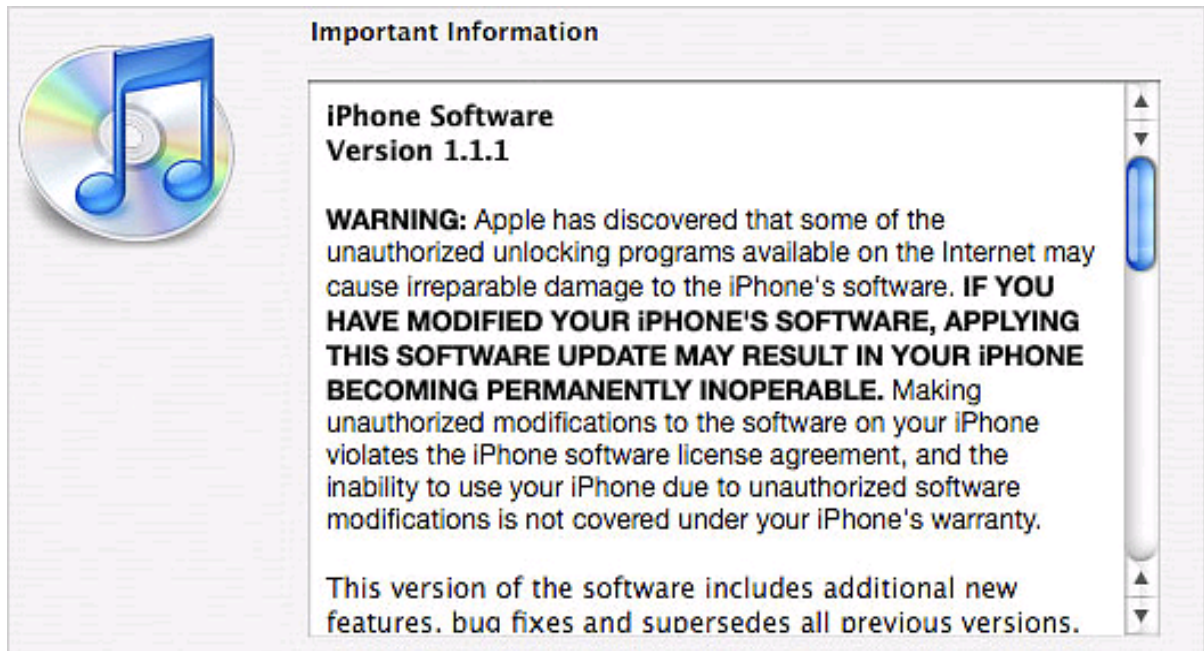 Important Information
iPhone Software
Version 1.1.1
WARNING: Apple has discovered that some of the
unauthorized unlocking programs available on the Internet may
cause irreparable damage to the iPhone's software. IF YOU
HAVE MODIFIED YOUR iPHONE'S SOFTWARE, APPLYING
THIS SOFTWARE UPDATE MAY RESULT IN YOUR iPHONE
BECOMING PERMANENTLY INOPERABLE. Making
unauthorized modifications to the software on your iPhone
violates the iPhone software license agreement, and the
inability to use your iPhone due to unauthorized software
modifications is not covered under your iPhone's warranty.
This version of the software includes additional new
features, bug fixes and supersedes all previous versions.